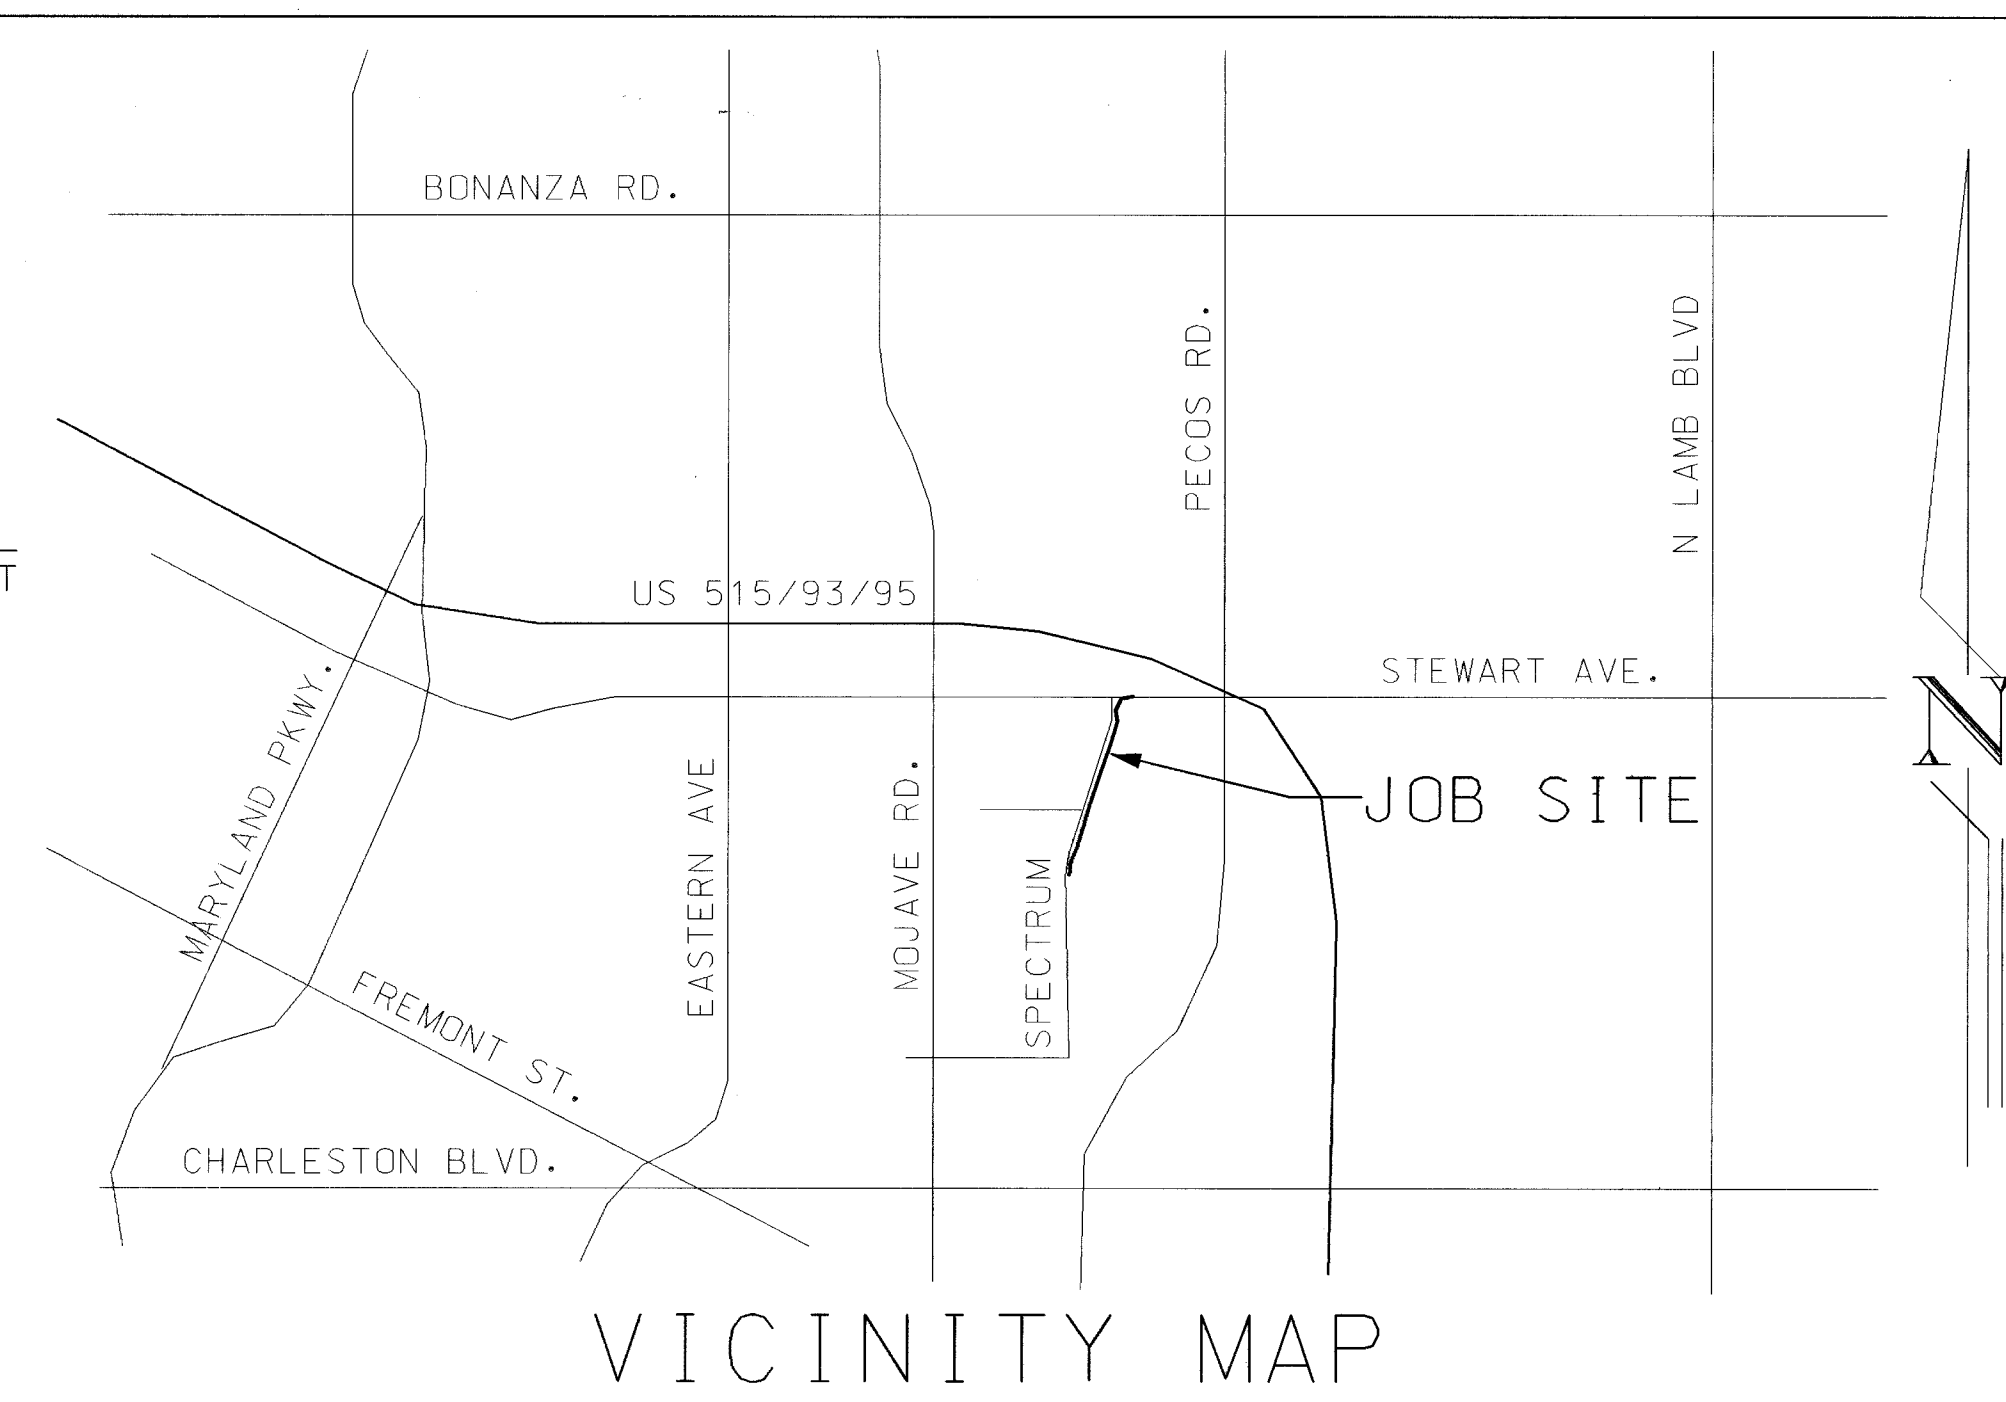 BONANZA RD.
PECOS RD.
N LAMB BLVD
T
US 515/93/95
STEWART AVE.
MARYLAND PKWY.
EASTERN AVE
MOJAVE RD.
JOB SITE
SPECTRUM
N
FREMONT ST.
CHARLESTON BLVD.
VICINITY MAP